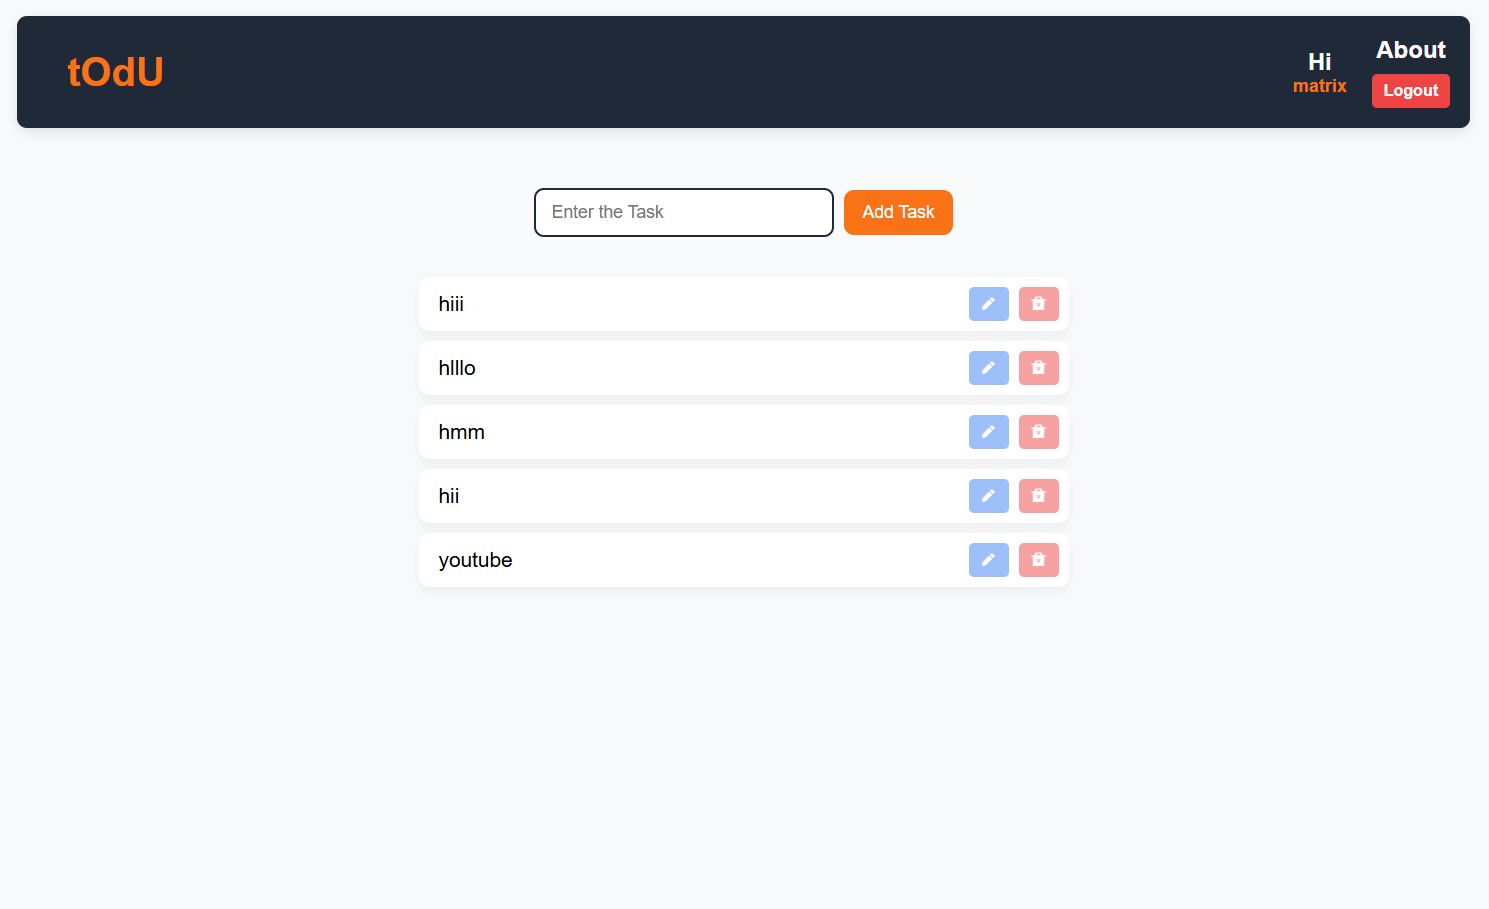 tOdU
Hi
matrix
About
Logout
Enter the Task
Add Task
hiii
hlllo
hmm
hii
youtube